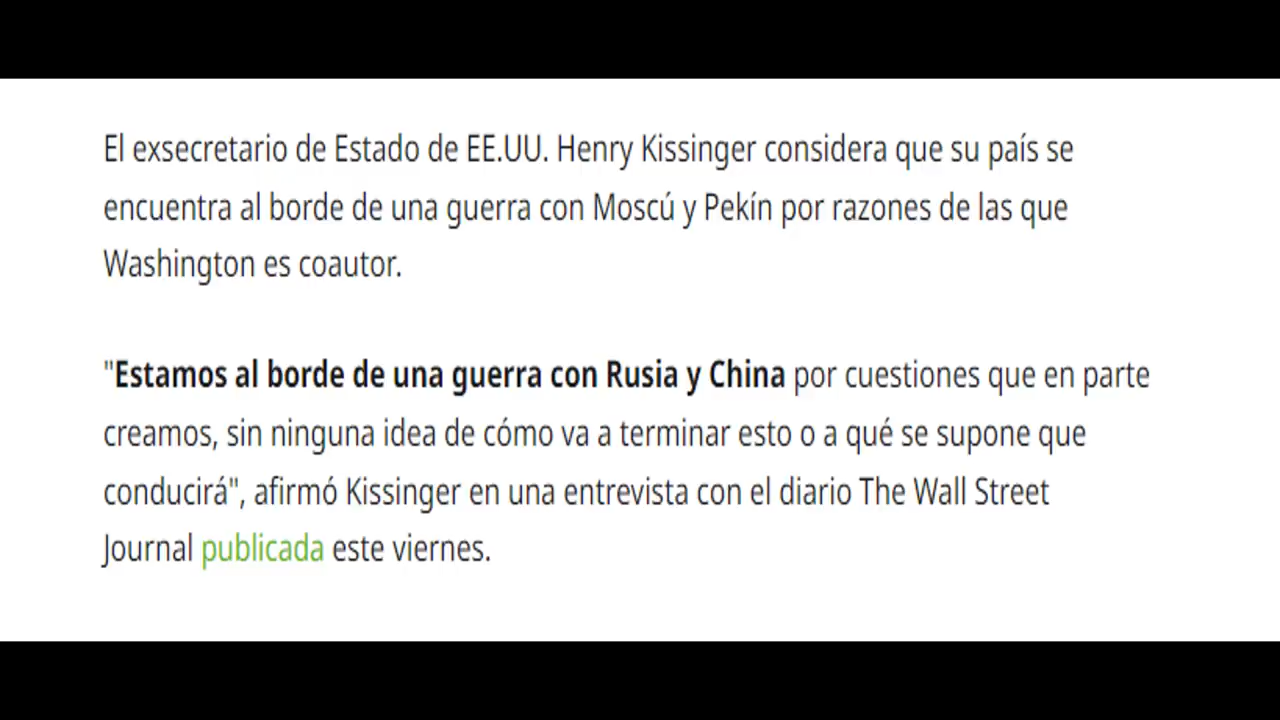 El exsecretario de Estado de EE.UU. Henry Kissinger considera que su país se
encuentra al borde de una guerra con Moscú y Pekín por razones de las que
Washington es coautor.
"Estamos al borde de una guerra con Rusia y China por cuestiones que en parte
creamos, sin ninguna idea de cómo va a terminar esto o a qué se supone que
conducirá", afirmó Kissinger en una entrevista con el diario The Wall Street
Journal publicada este viernes.